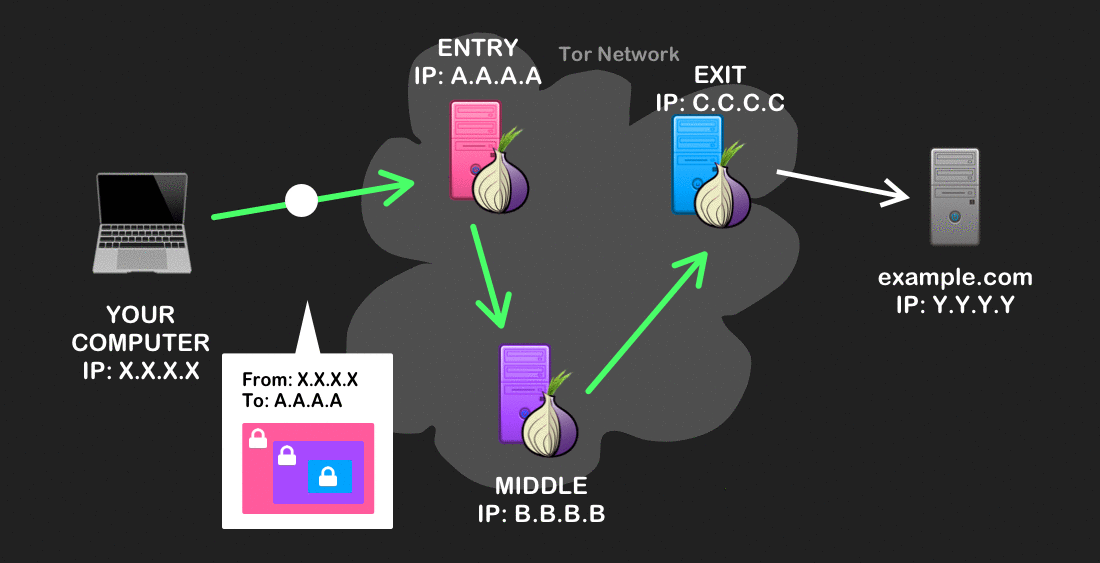 ENTRY
IP: A.A.A.A
Tor Network
EXIT
IP: C.C.C.C
YOUR
COMPUTER
IP: X.X.X.X
example.com
IP: Y.Y.Y.Y
From: X.X.X.X
To: A.A.A.A
MIDDLE
IP: B.B.B.B